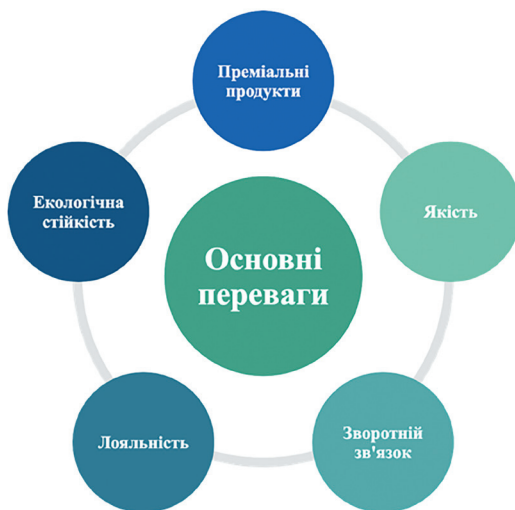 Преміальні
продукти
Якість
Зворотній
зв'язок
Лояльність
Екологічна
стійкість
Основні
переваги